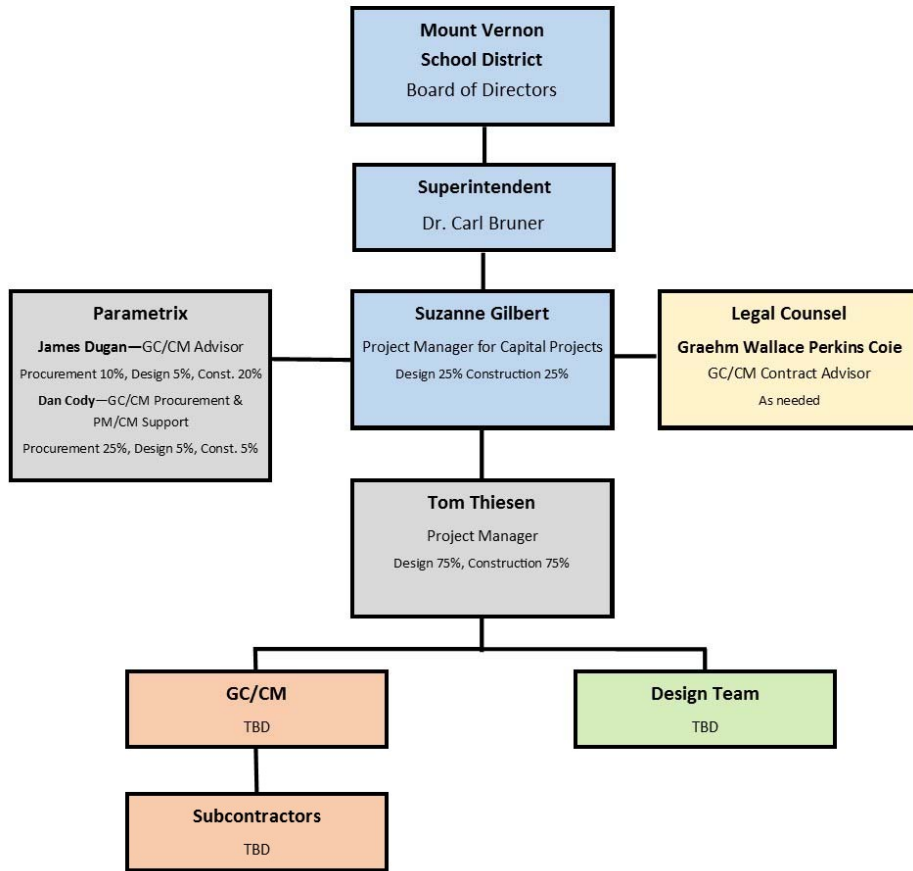 Mount Vernon
School District
Board of Directors
Superintendent
Dr. Carl Bruner
Parametrix
James Dugan—GC/CM Advisor
Procurement 10%, Design 5%, Const. 20%
Dan Cody—GC/CM Procurement &
PM/CM Support
Procurement 25%, Design 5%, Const. 5%
Suzanne Gilbert
Project Manager for Capital Projects
Design 25% Construction 25%
Legal Counsel
Graehm Wallace Perkins Coie
GC/CM Contract Advisor
As needed
Tom Thiesen
Project Manager
Design 75%, Construction 75%
GC/CM
TBD
Design Team
TBD
Subcontractors
TBD